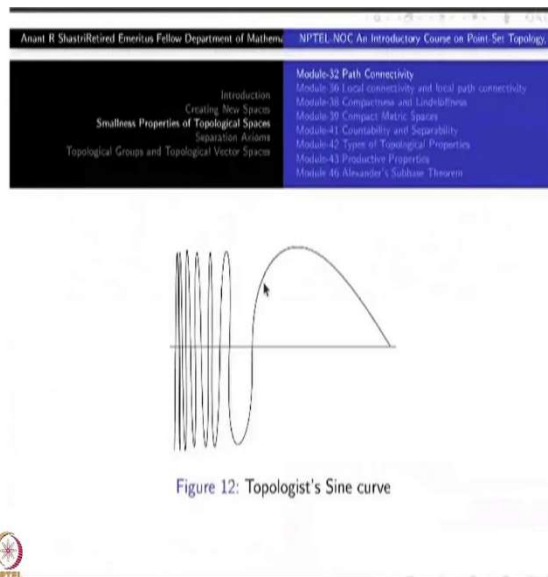 Anant R ShastriRetired Emeritus Fellow Department of Mathema
NPTEL-NOC An Introductory Course on Point-Set Topology,
Introduction
Creating New Spaces
Smallness Properties of Topological Spaces
Separation Axioms
Topological Groups and Topological Vector Spaces
Module-32 Path Connectivity
Module-36 Local connectivity and local path connectivity
Module-38 Compactness and Lindelöfness
Module-39 Compact Metric Spaces
Module-41 Countability and Separability
Module-42 Types of Topological Properties
Module-43 Productive Properties
Module-46 Alexander's Subbase Theorem
Figure 12: Topologist's Sine curve
NPTEL